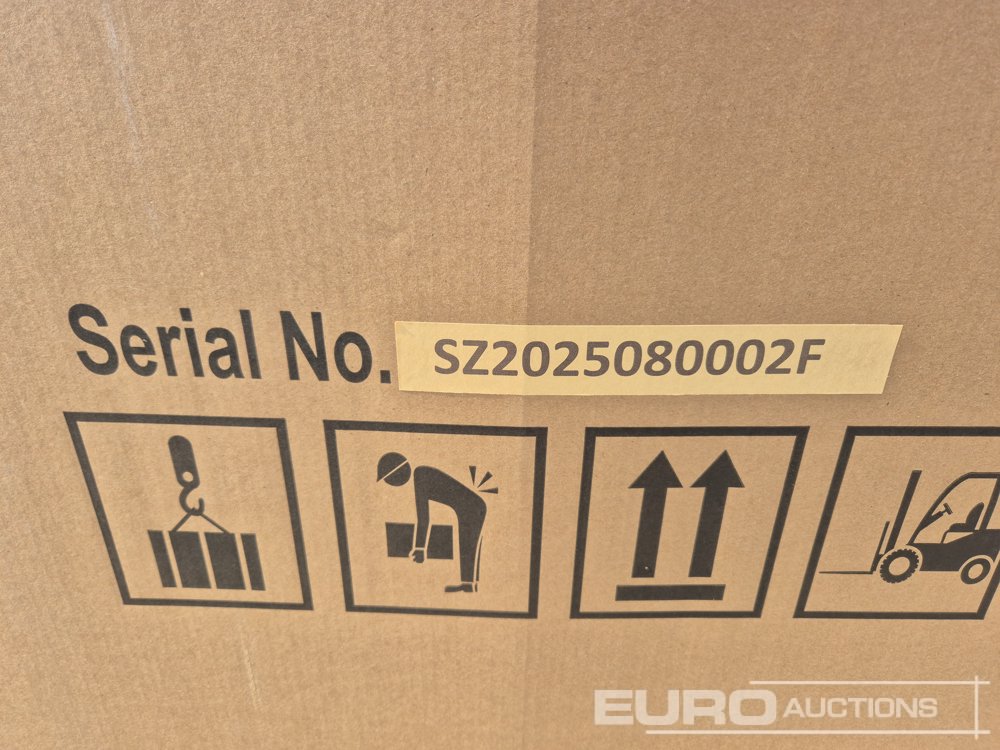 Serial No. SZ2025080002F
EURO AUCTIONS